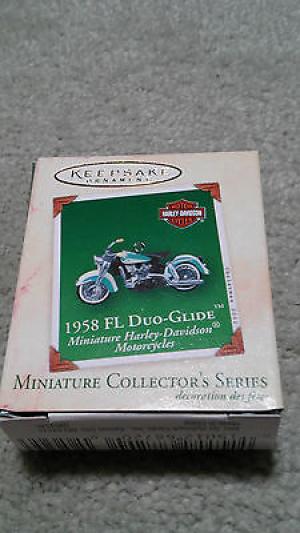 KEEPSAKE
ORNAMENT
MOTOR
HARLEY-DAVIDSON
CYCLES
1958 FL DUO-GLIDE™
Miniature Harley-Davidson®
Motorcycles
MINIATURE COLLECTOR'S SERIES
décoration des fêtes